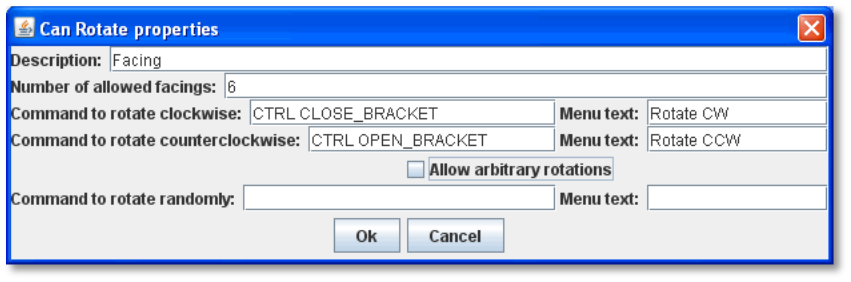 Can Rotate properties
Description: Facing
Number of allowed facings: 6
Command to rotate clockwise: CTRL CLOSE_BRACKET Menu text: Rotate CW
Command to rotate counterclockwise: CTRL OPEN_BRACKET Menu text: Rotate CCW
Allow arbitrary rotations
Command to rotate randomly: Menu text:
Ok Cancel